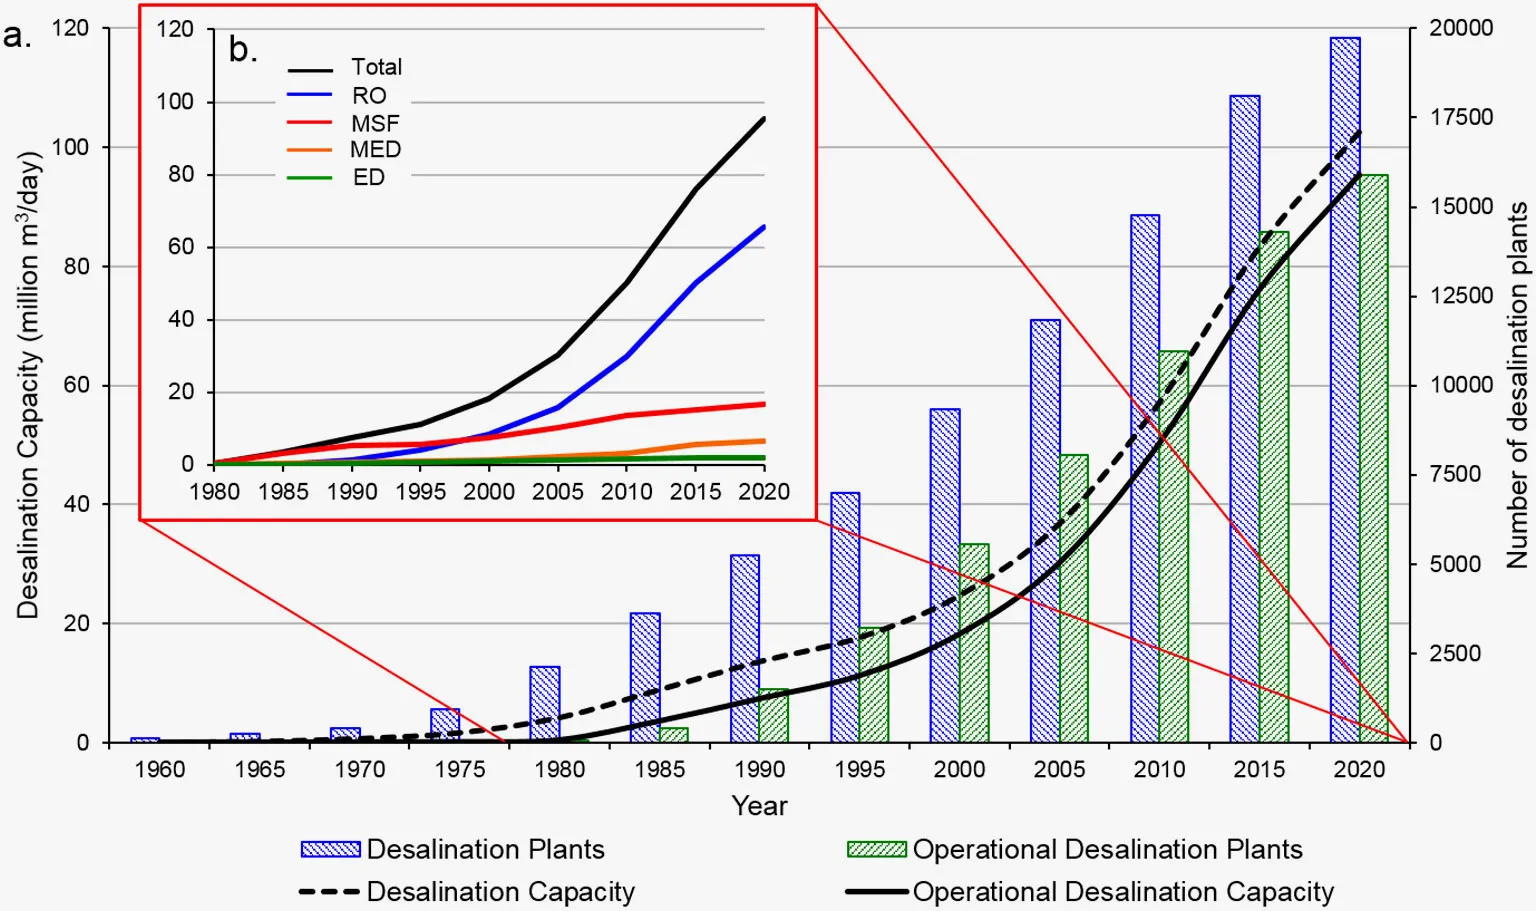 a.
120
100
80
60
40
20
0
Desalination Capacity (million m³/day)
b.
120
100
80
60
40
20
0
Total
RO
MSF
MED
ED
1980 1985 1990 1995 2000 2005 2010 2015 2020
20000
17500
15000
12500
10000
7500
5000
2500
0
Number of desalination plants
1960 1965 1970 1975 1980 1985 1990 1995 2000 2005 2010 2015 2020
Year
Desalination Plants Operational Desalination Plants
Desalination Capacity Operational Desalination Capacity